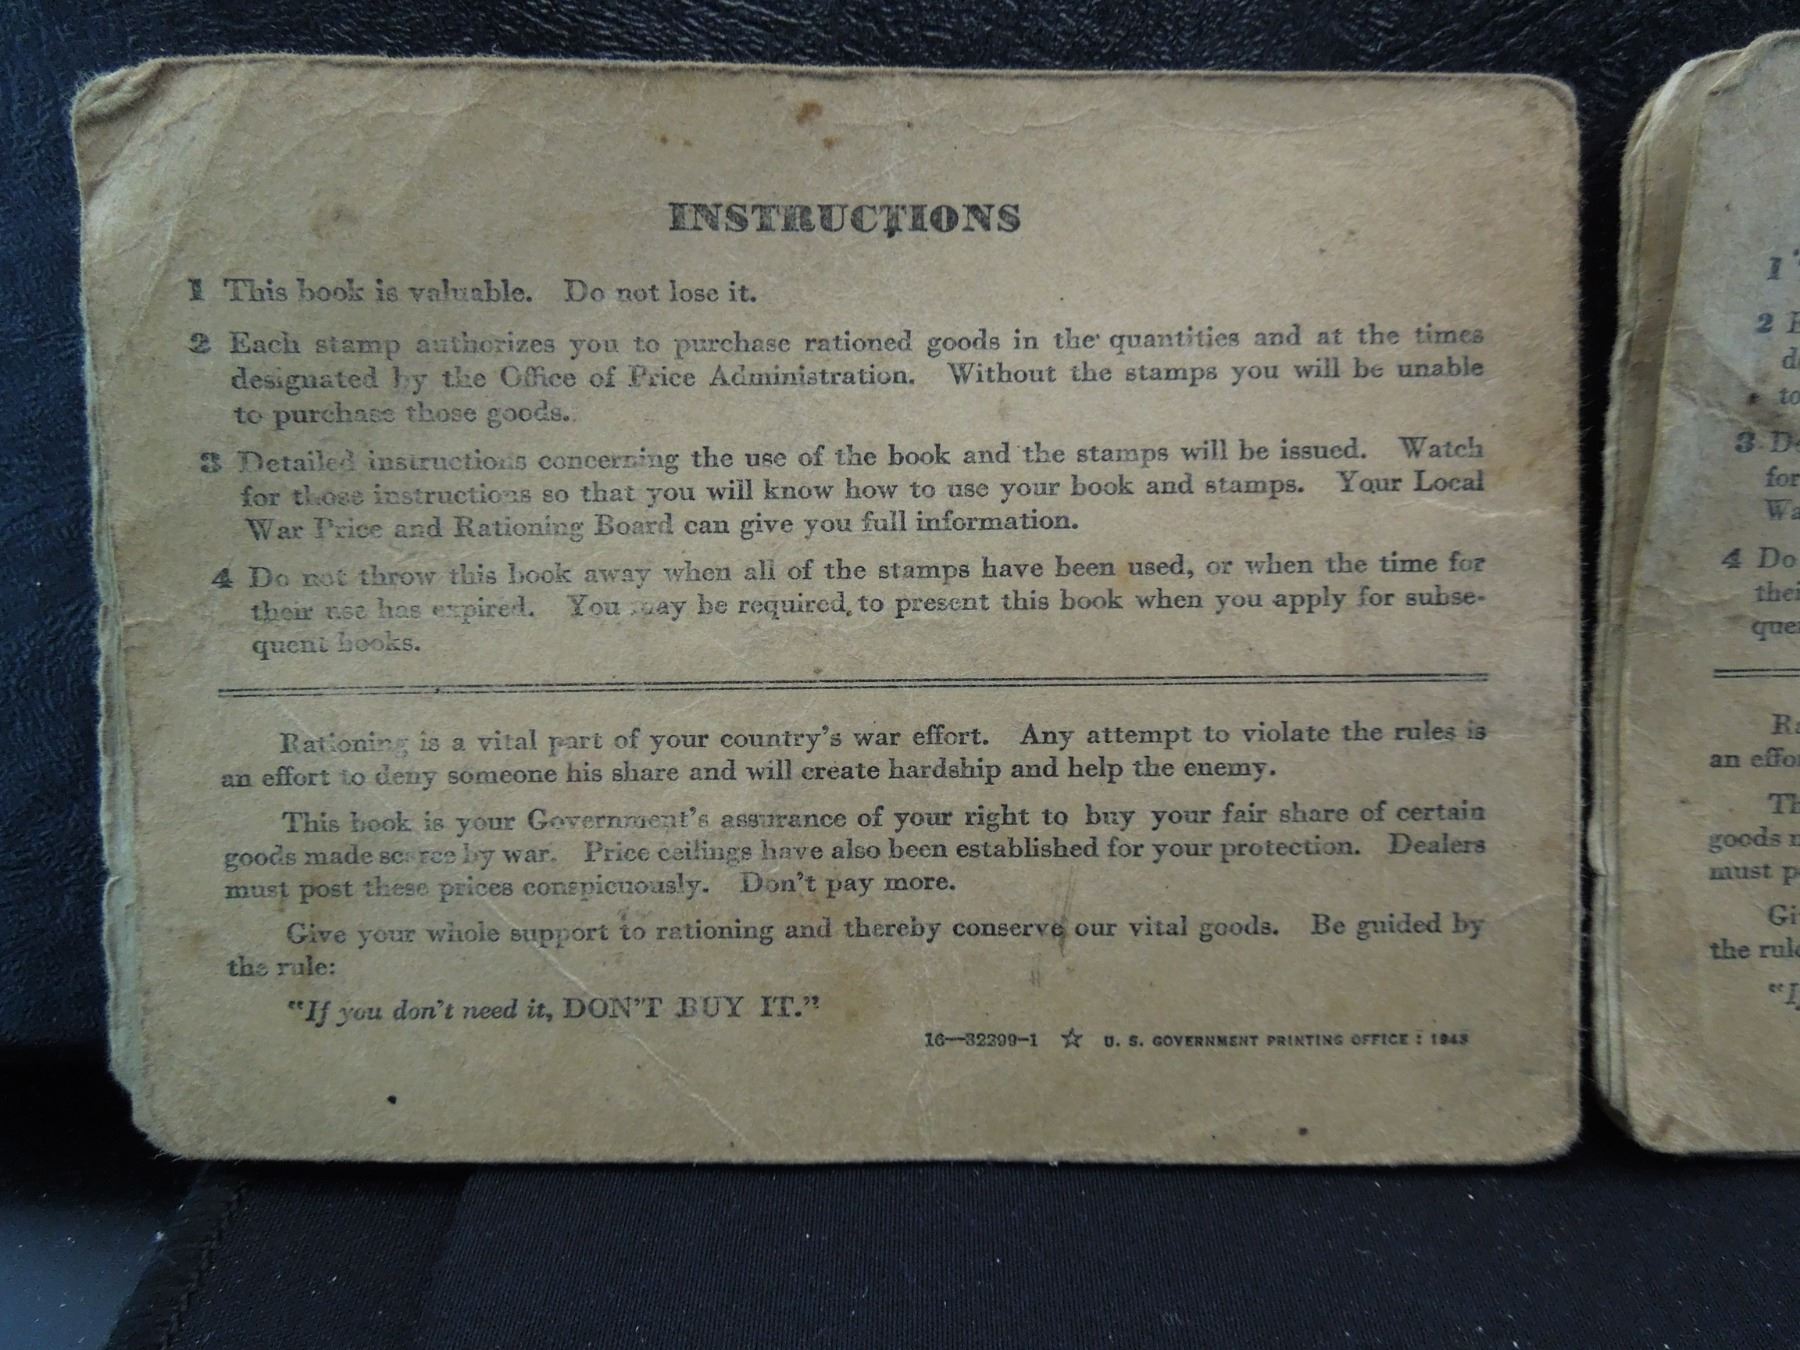 INSTRUCTIONS
1 This book is valuable. Do not lose it.
2 Each stamp authorizes you to purchase rationed goods in the quantities and at the times
designated by the Office of Price Administration. Without the stamps you will be unable
to purchase those goods.
3 Detailed instructions concerning the use of the book and the stamps will be issued. Watch
for those instructions so that you will know how to use your book and stamps. Your Local
War Price and Rationing Board can give you full information.
4 Do not throw this book away when all of the stamps have been used, or when the time for
their use has expired. You may be required to present this book when you apply for subse-
quent books.
Rationing is a vital part of your country's war effort. Any attempt to violate the rules is
an effort to deny someone his share and will create hardship and help the enemy.
This book is your Government's assurance of your right to buy your fair share of certain
goods made scarce by war. Price ceilings have also been established for your protection. Dealers
must post these prices conspicuously. Don't pay more.
Give your whole support to rationing and thereby conserve our vital goods. Be guided by
the rule:
"If you don't need it, DON'T BUY IT."
16—32299-1 ☆ U. S. GOVERNMENT PRINTING OFFICE : 1943
1
2
3
for
4 Do
an effo
goods
must
the